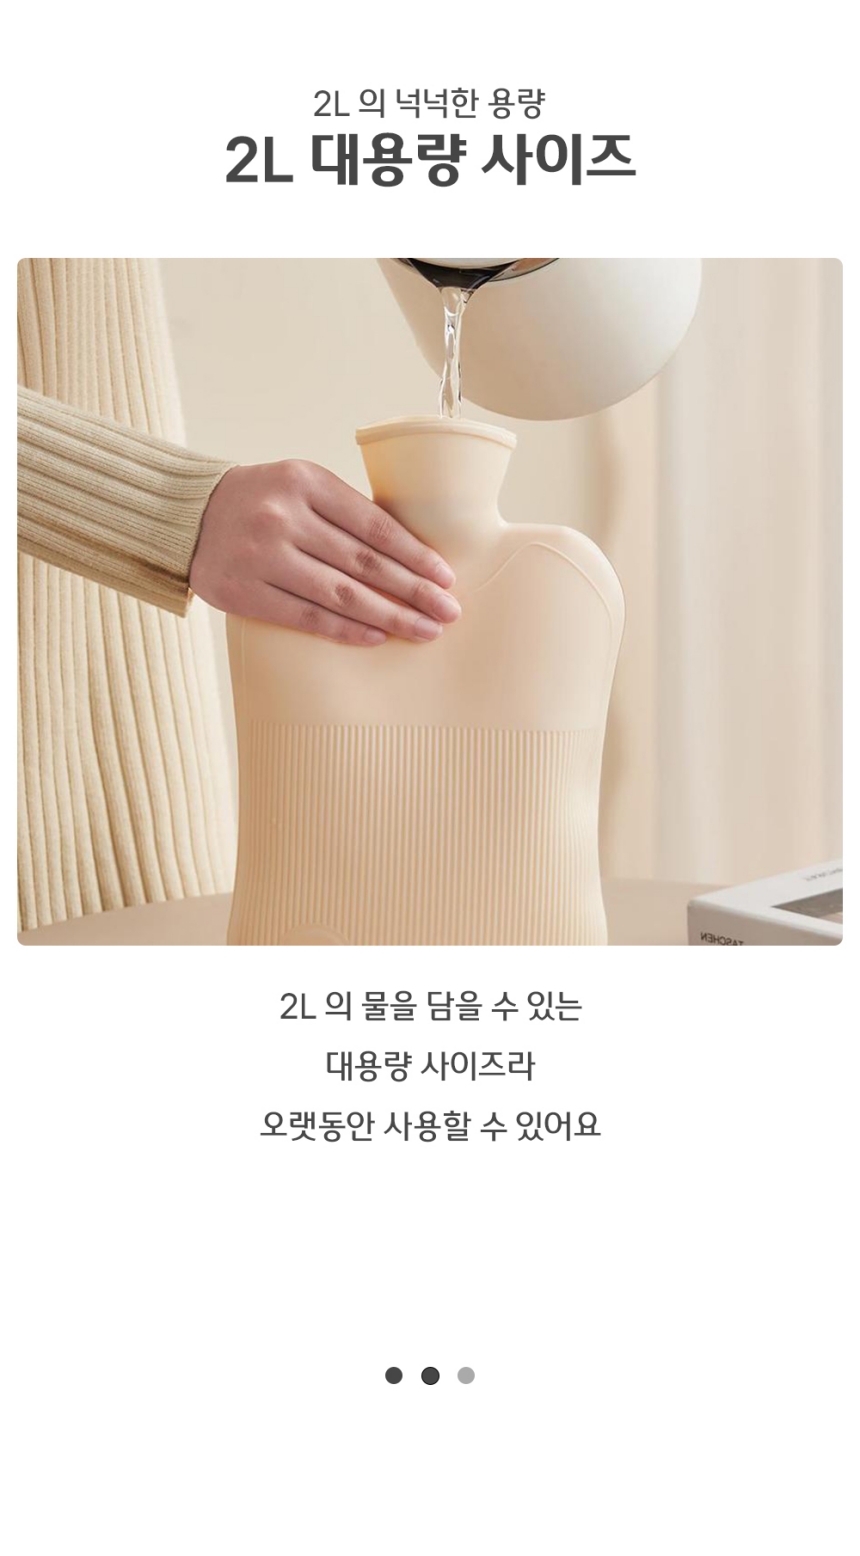 2L 의 넉넉한 용량
2L 대용량 사이즈
TASCHEN
2L 의 물을 담을 수 있는
대용량 사이즈라
오랫동안 사용할 수 있어요